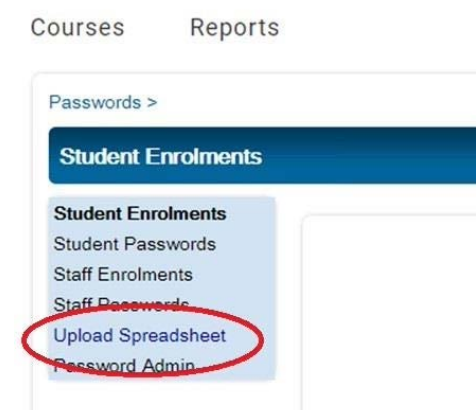 Courses Reports
Passwords >
Student Enrolments
Student Enrolments
Student Passwords
Staff Enrolments
Staff Passwords
Upload Spreadsheet
Password Admin